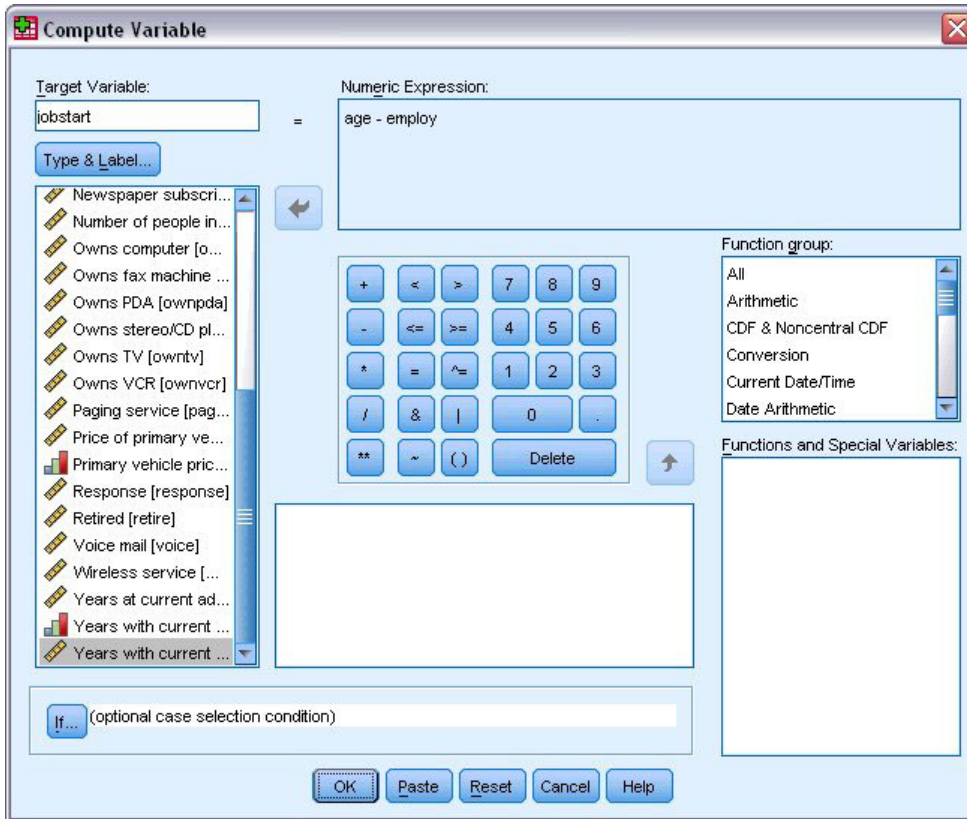 Compute Variable
Target Variable:
jobstart
=
Numeric Expression:
age - employ
Type & Label...
Newspaper subscri...
Number of people in...
Owns computer [o...
Owns fax machine ...
Owns PDA [ownpda]
Owns stereo/CD pl...
Owns TV [owntv]
Owns VCR [ownvcr]
Paging service [pag...
Price of primary ve...
Primary vehicle pric...
Response [response]
Retired [retire]
Voice mail [voice]
Wireless service [...
Years at current ad...
Years with current ...
Years with current ...
+ < > 7 8 9
- <= >= 4 5 6
* = ~= 1 2 3
/ & | 0 .
** ~ ( ) Delete
Function group:
All
Arithmetic
CDF & Noncentral CDF
Conversion
Current Date/Time
Date Arithmetic
Functions and Special Variables:
If... (optional case selection condition)
OK Paste Reset Cancel Help